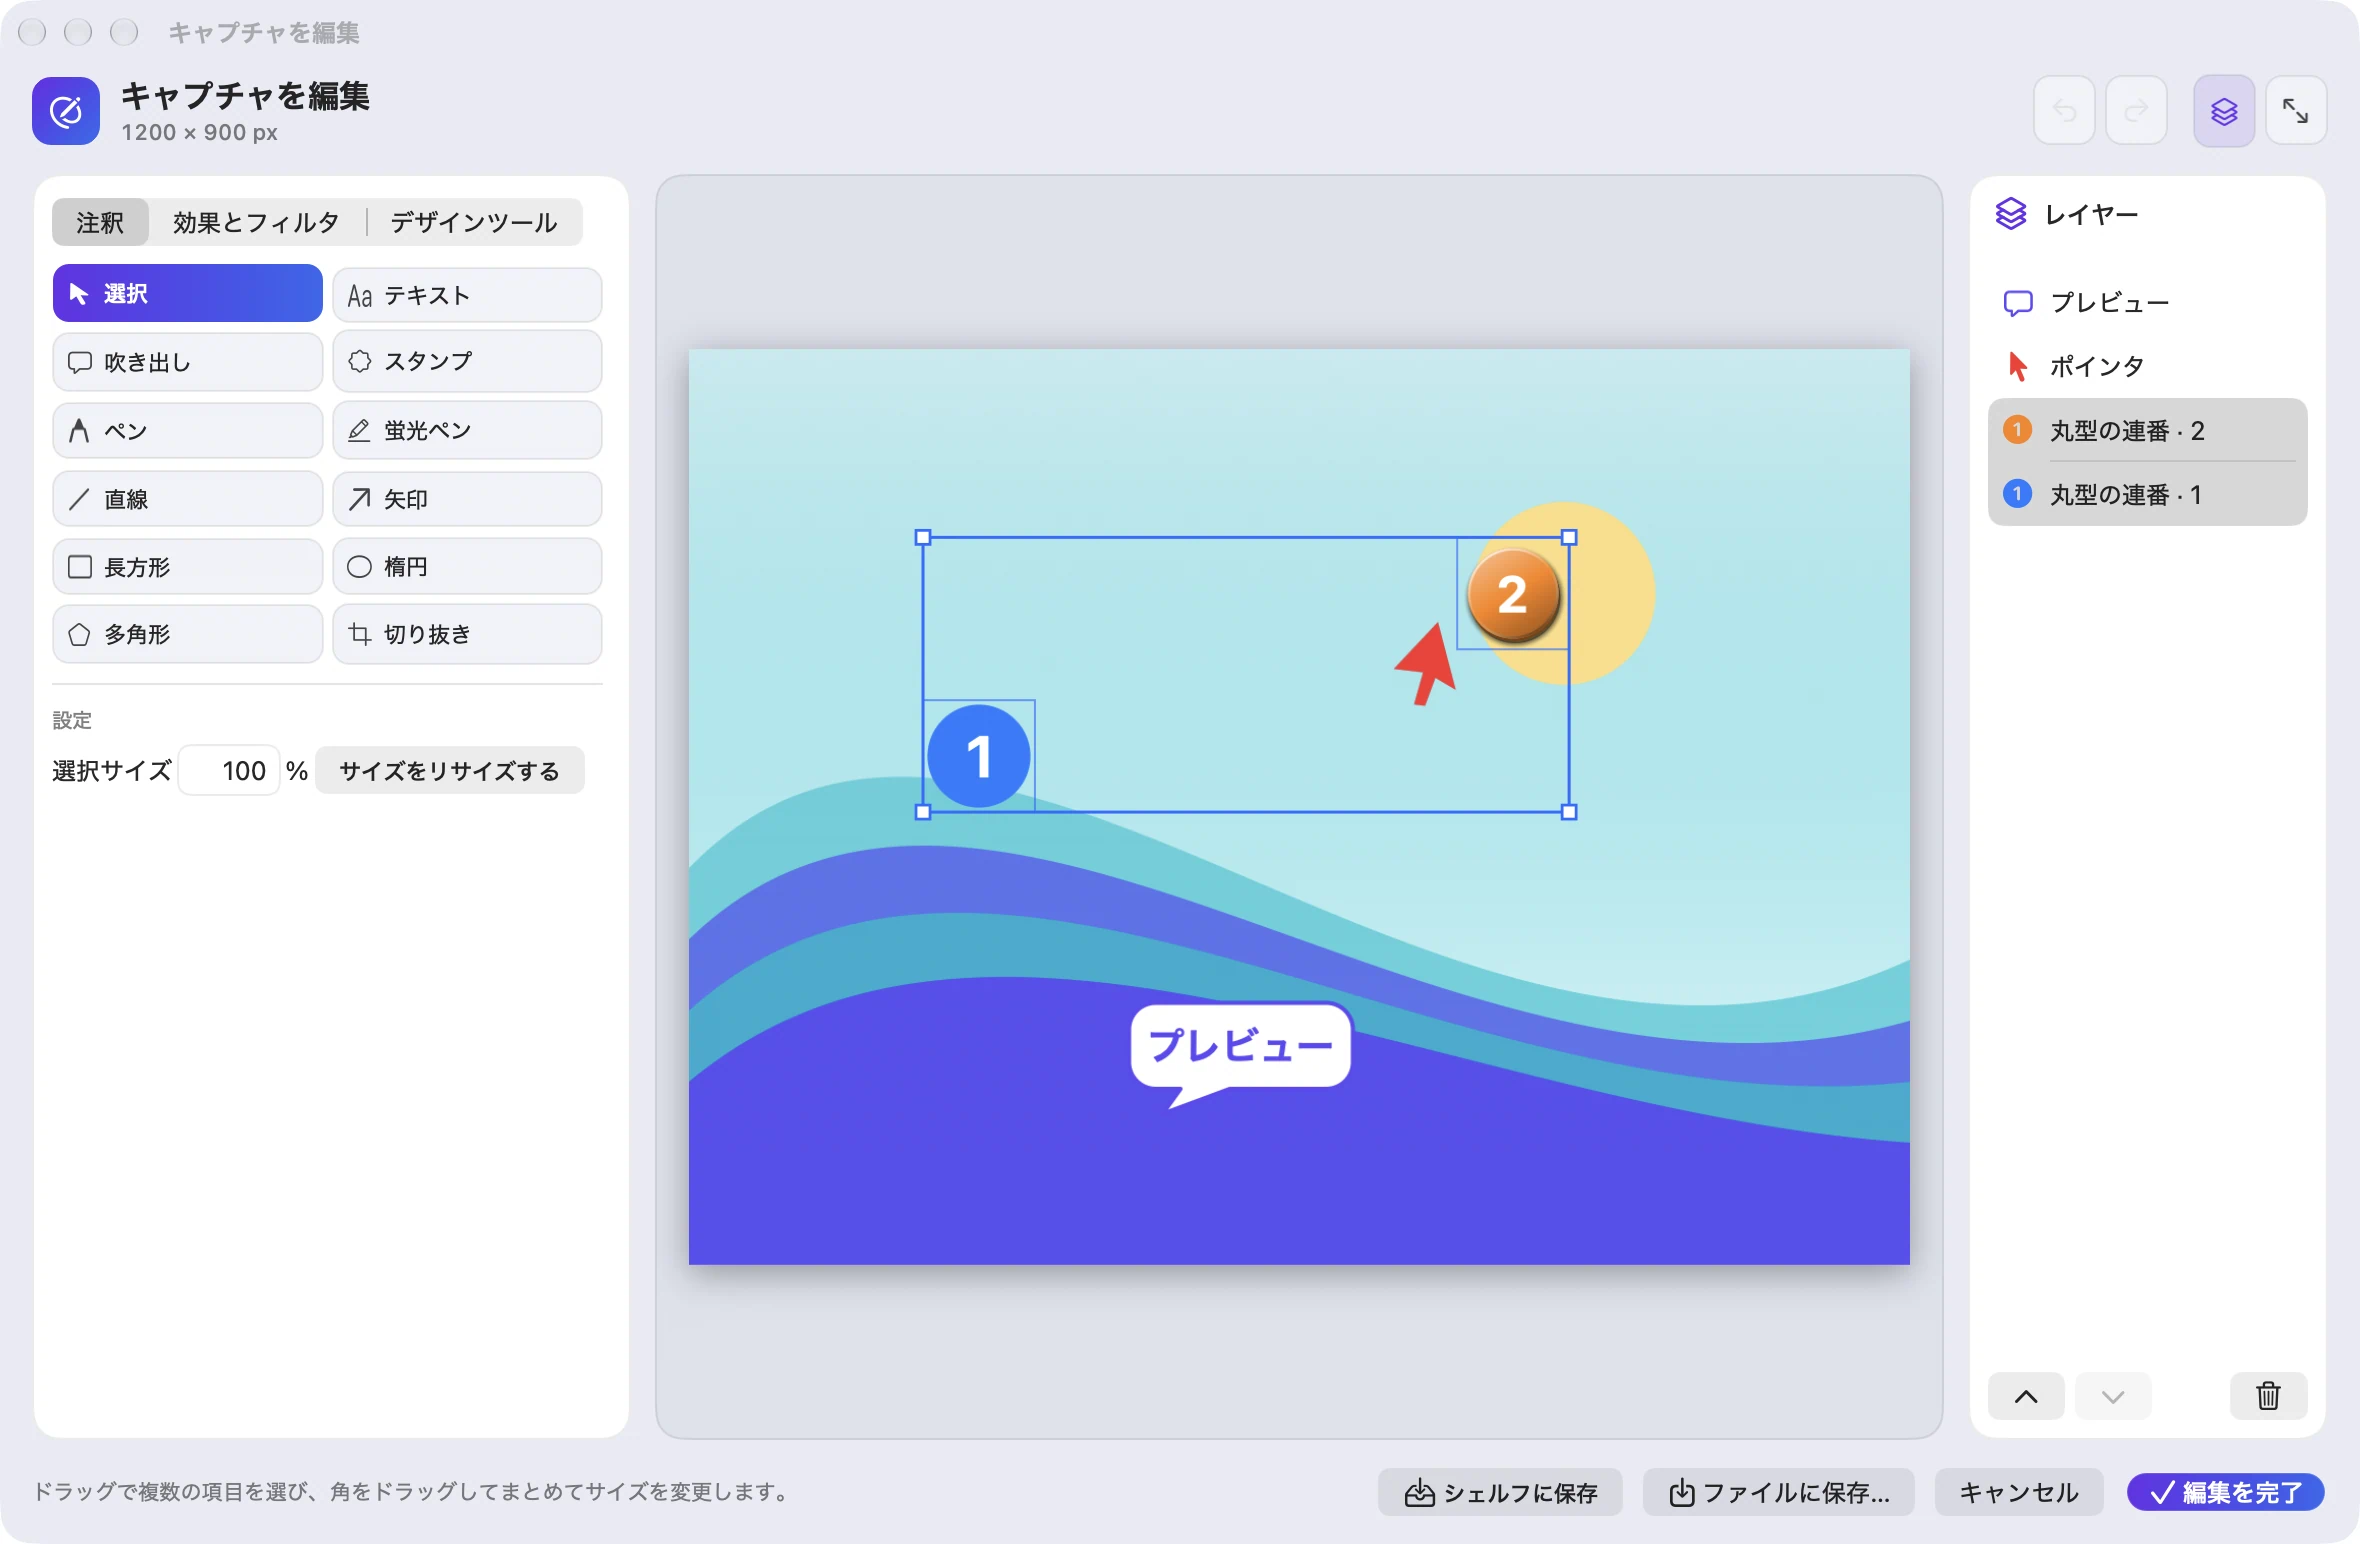 キャプチャを編集
キャプチャを編集
1200 × 900 px
注釈 効果とフィルタ デザインツール
選択 Aa テキスト
吹き出し スタンプ
ペン 蛍光ペン
直線 矢印
長方形 楕円
多角形 切り抜き
設定
選択サイズ 100 % サイズをリサイズする
2
1
プレビュー
レイヤー
プレビュー
ポインタ
1 丸型の連番 · 2
1 丸型の連番 · 1
ドラッグで複数の項目を選び、角をドラッグしてまとめてサイズを変更します。
シェルフに保存 ファイルに保存... キャンセル 編集を完了